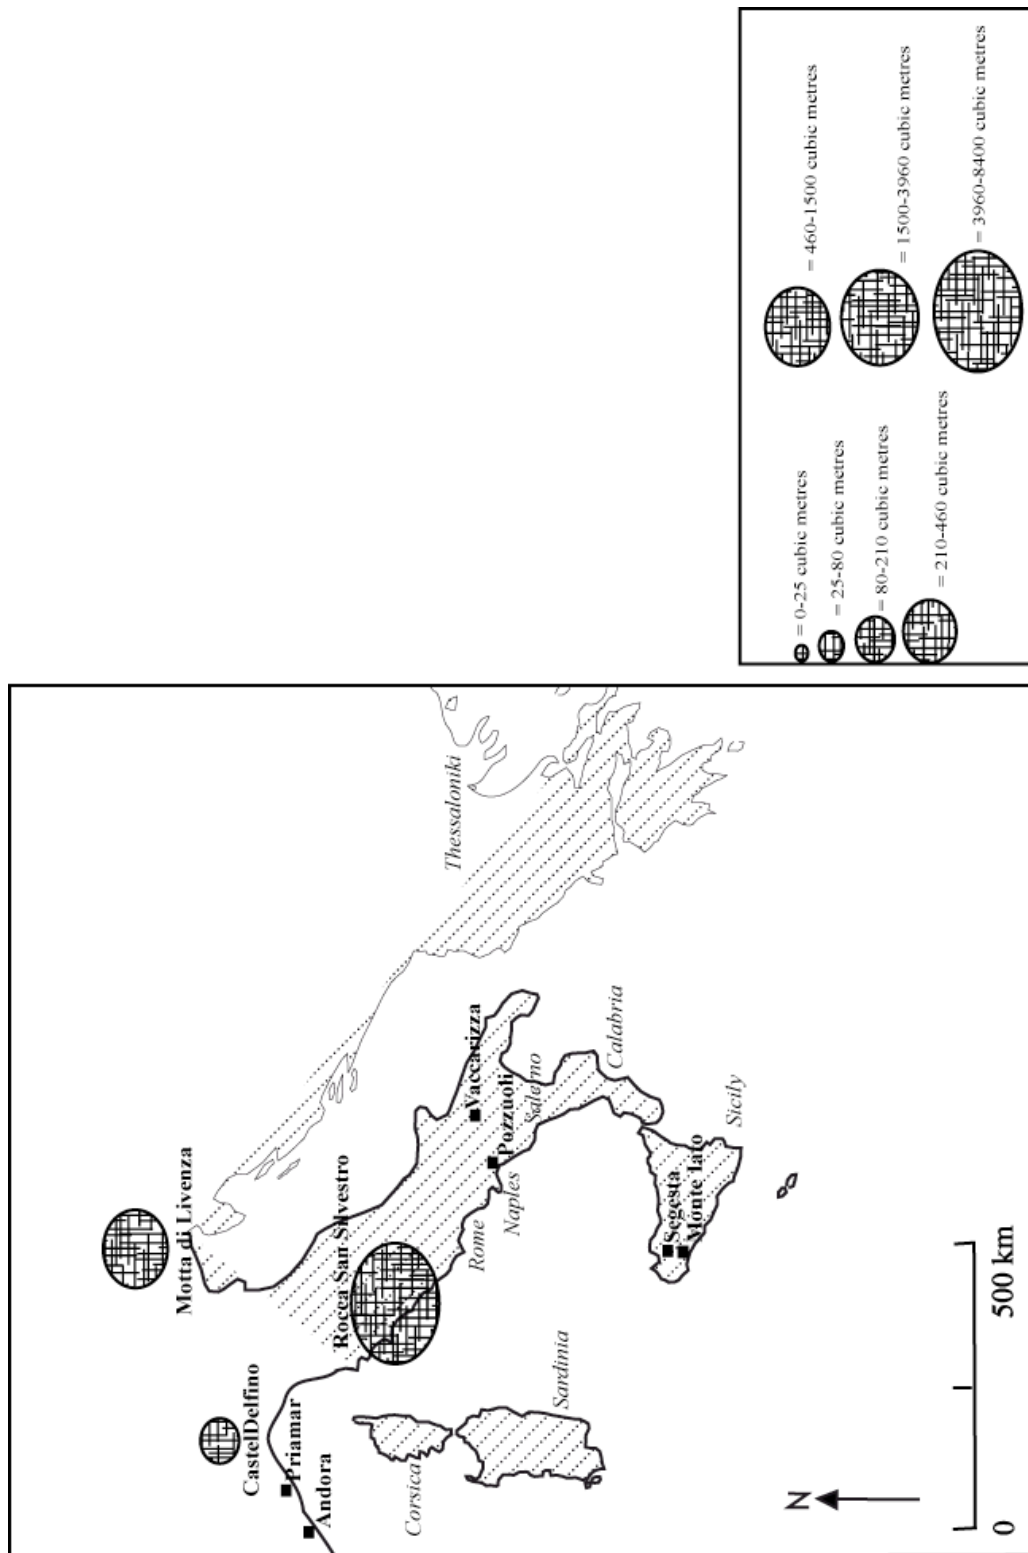 = 0-25 cubic metres
= 25-80 cubic metres
= 80-210 cubic metres
= 210-460 cubic metres
= 460-1500 cubic metres
= 1500-3960 cubic metres
= 3960-8400 cubic metres
Motta di Livenza
CastelDelfino
Priamar
Andora
Rocca San Silvestro
Corsica
Sardinia
Rome
Naples
Pozzuoli
Salerno
Vaccarizza
Calabria
Segesta
Monte Iato
Sicily
Thessaloniki
N
0
500 km